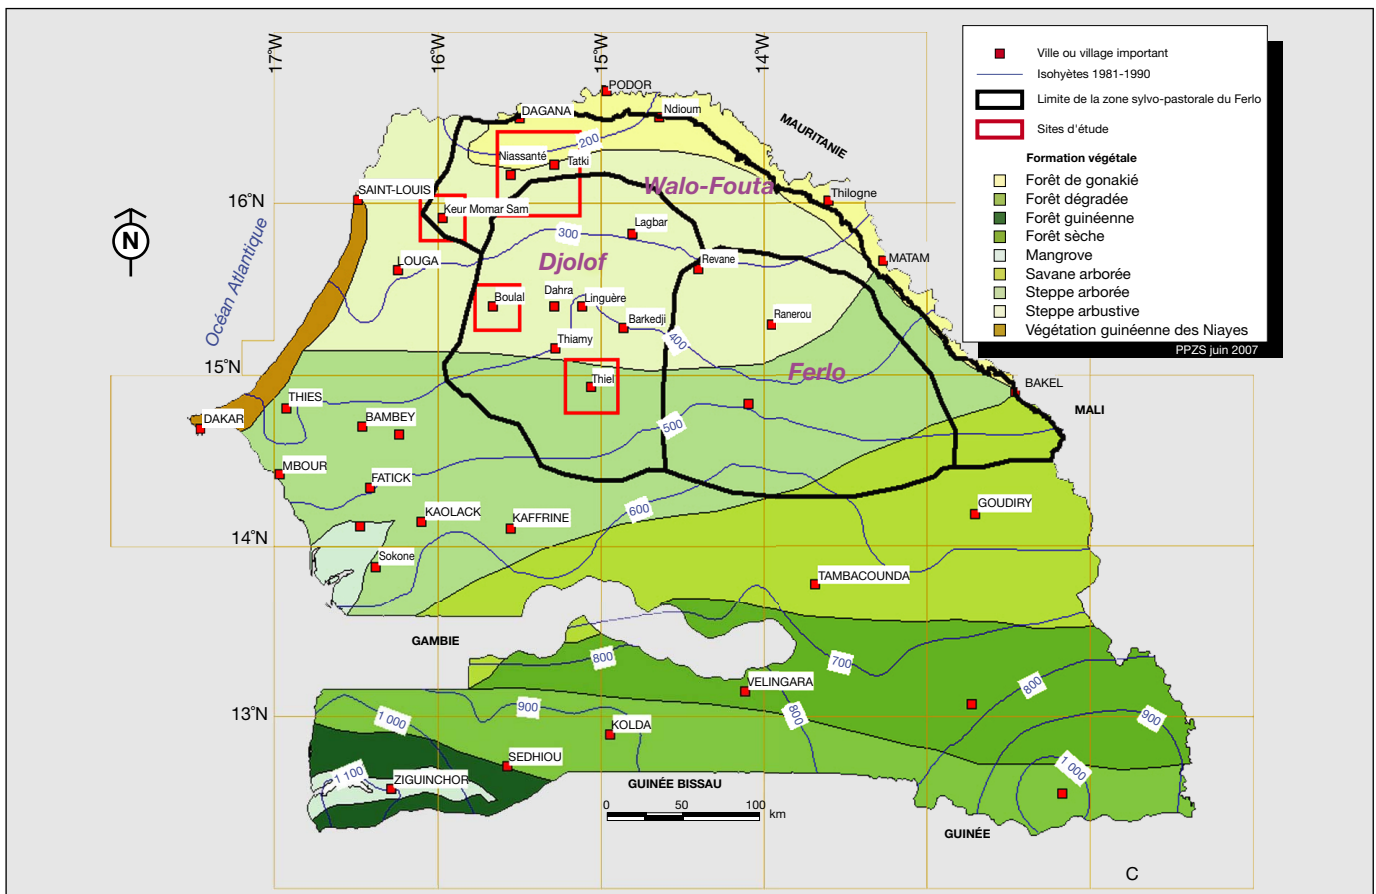 17°W
16°W
15°W
14°W
Ville ou village important
Isohyètes 1981-1990
Limite de la zone sylvo-pastorale du Ferlo
Sites d'étude
Formation végétale
Forêt de gonakié
Forêt dégradée
Forêt guinéenne
Forêt sèche
Mangrove
Savane arborée
Steppe arborée
Steppe arbustive
Végétation guinéenne des Niayes
PPZS juin 2007
PODOR
DAGANA
Ndioum
MAURITANIE
200
Niassanté
Tatki
Walo-Fouta
SAINT-LOUIS
Thilogne
16°N
Keur Momar Sam
N
Lagbar
300
Océan Atlantique
LOUGA
Djolof
Revane
MATAM
Boulal
Dahra
Linguère
Barkedji
Ranerou
Thiamy
400
15°N
Thiel
Ferlo
BAKEL
THIES
MALI
DAKAR
BAMBEY
500
MBOUR
FATICK
GOUDIRY
KAOLACK
KAFFRINE
600
14°N
Sokone
TAMBACOUNDA
GAMBIE
800
700
VELINGARA
800
900
13°N
1 000
900
800
KOLDA
SEDHIOU
1 000
1 100
ZIGUINCHOR
GUINÉE BISSAU
0
50
100
km
GUINÉE
C